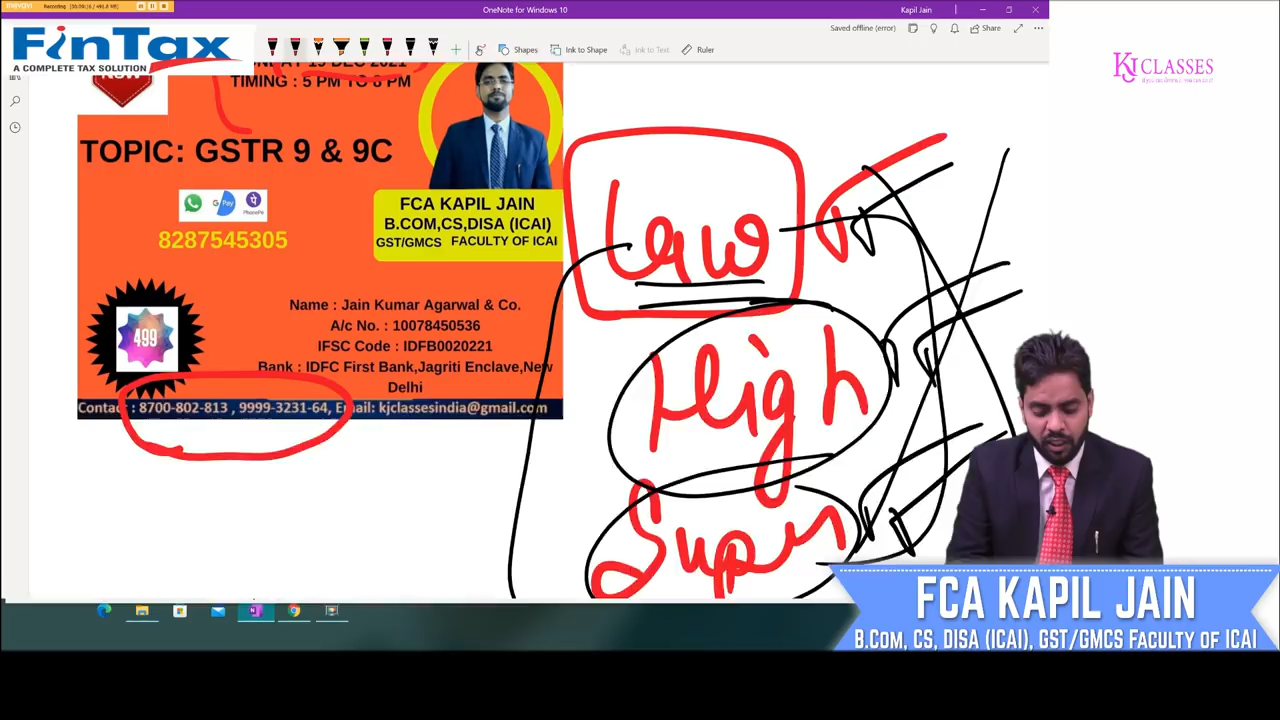 OneNote for Windows 10
Kapil Jain
Saved offline (error)
Share
FinTax
A COMPLETE TAX SOLUTION
Shapes
Ink to Shape
Ink to Text
Ruler
KJ CLASSES
TIMING : 5 PM TO 8 PM
TOPIC: GSTR 9 & 9C
GPay
PhonePe
8287545305
FCA KAPIL JAIN
B.COM,CS,DISA (ICAI)
GST/GMCS FACULTY OF ICAI
499
Name : Jain Kumar Agarwal & Co.
A/c No. : 10078450536
IFSC Code : IDFB0020221
Bank : IDFC First Bank,Jagriti Enclave,New
Delhi
Contact : 8700-802-813 , 9999-3231-64, Email: kjclassesindia@gmail.com
Law
High
FCA KAPIL JAIN
B.Com, CS, DISA (ICAI), GST/GMCS Faculty of ICAI